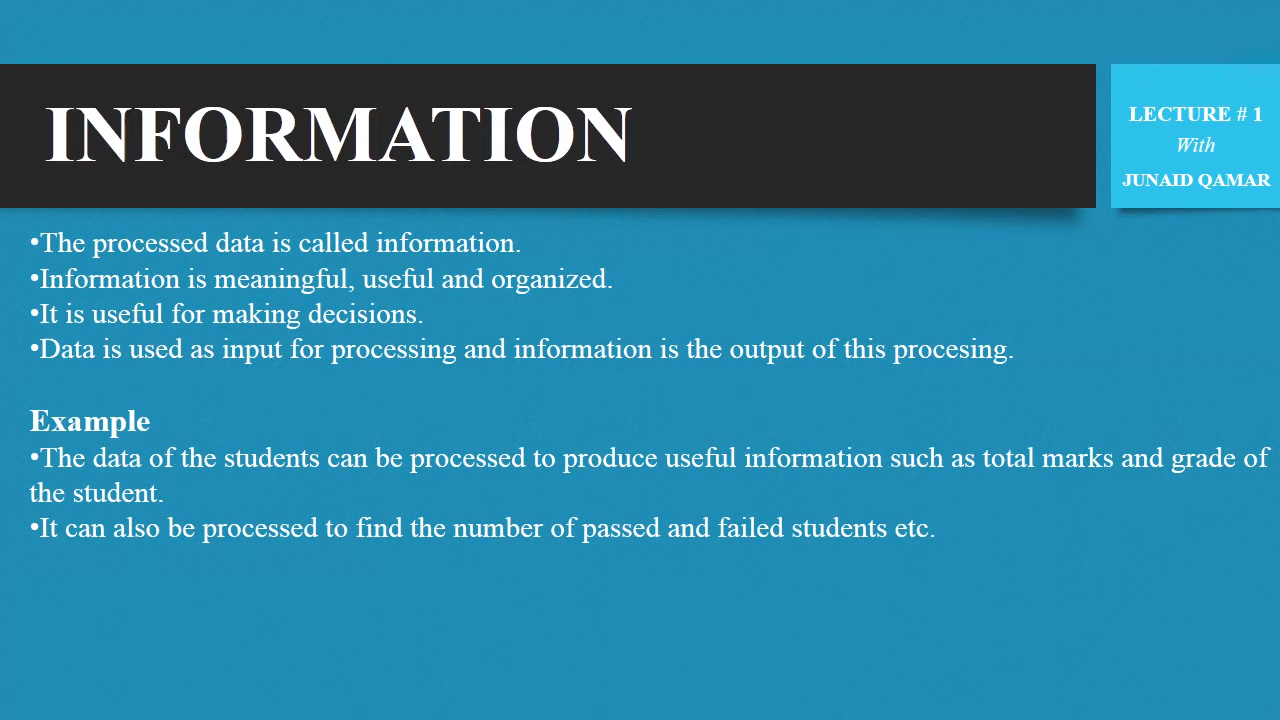 INFORMATION
LECTURE # 1
With
JUNAID QAMAR
•The processed data is called information.
•Information is meaningful, useful and organized.
•It is useful for making decisions.
•Data is used as input for processing and information is the output of this procesing.
Example
•The data of the students can be processed to produce useful information such as total marks and grade of
the student.
•It can also be processed to find the number of passed and failed students etc.